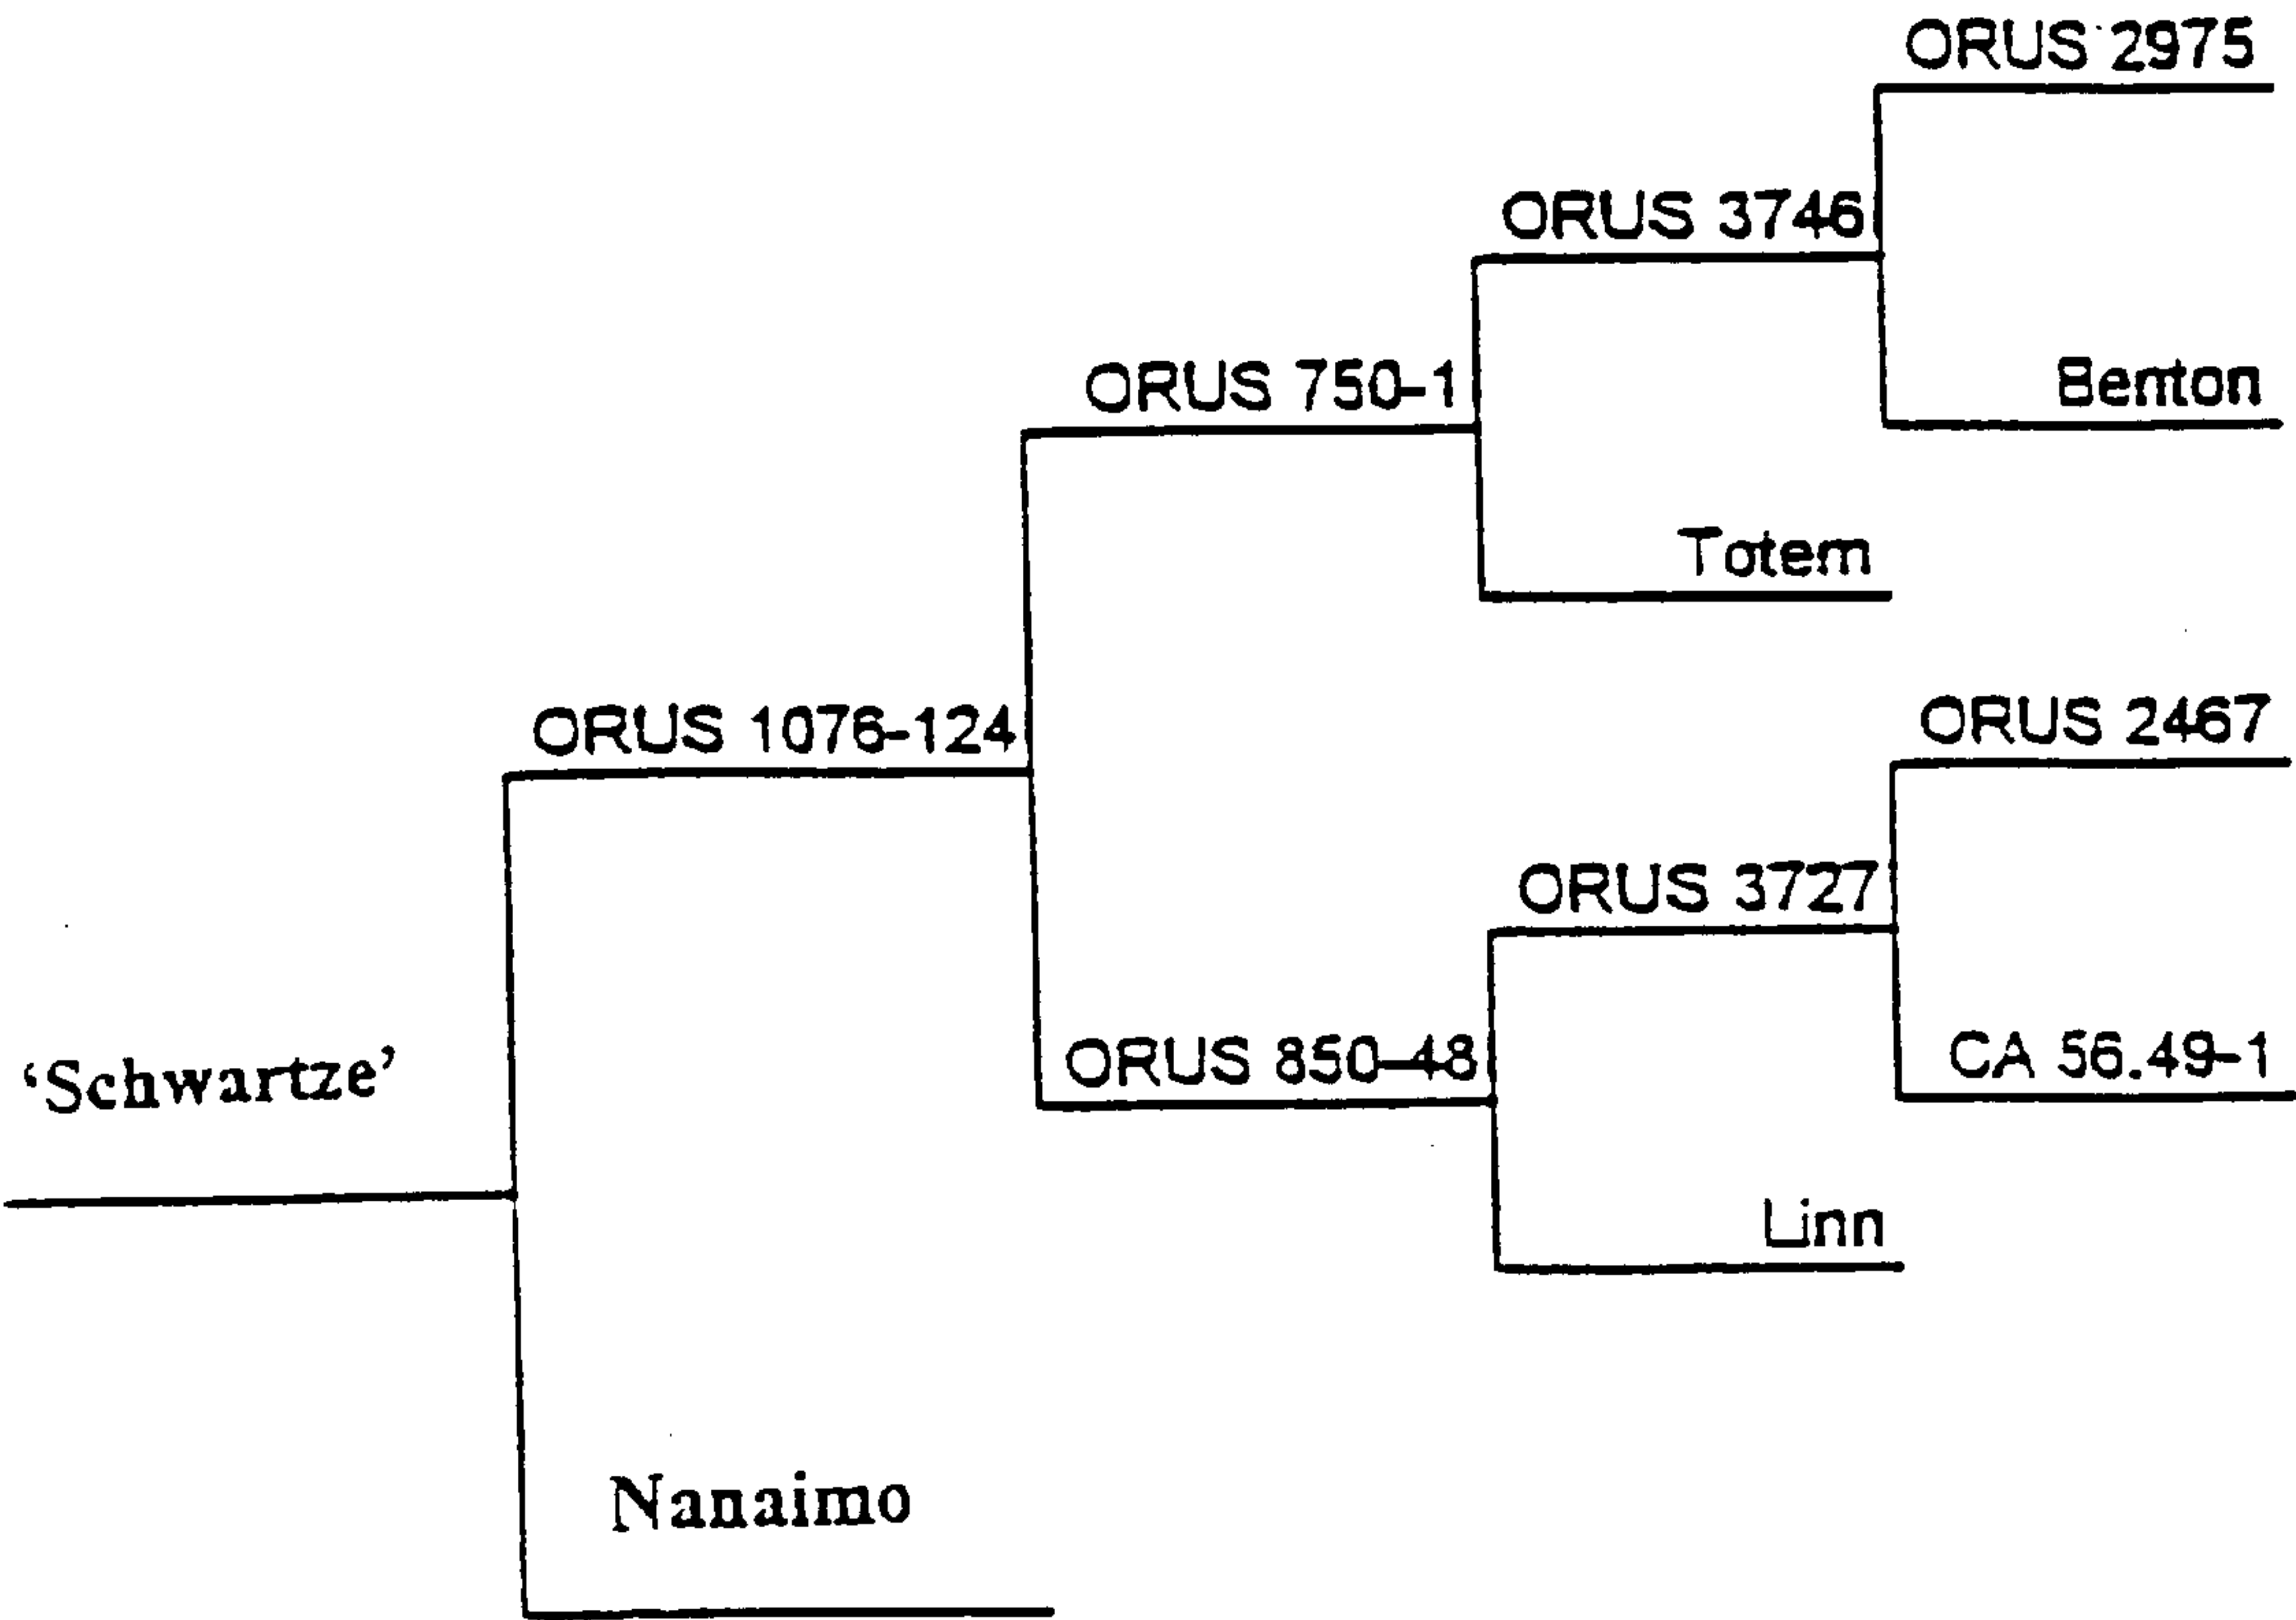 ORUS 2975
ORUS 3746
Benton
ORUS 750-1
Totem
ORUS 1076-124
ORUS 2467
ORUS 3727
CA 56.49-1
ORUS 850-48
Linn
‘Schwartze’
Nanaimo